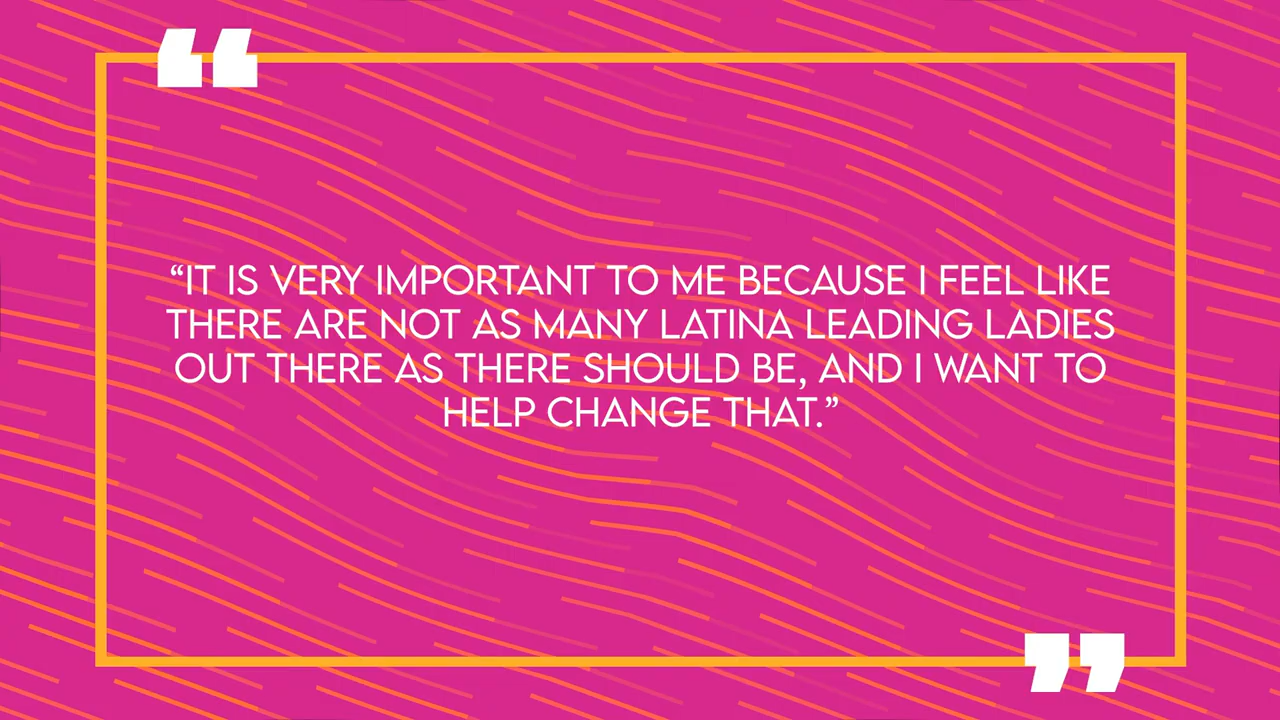 “IT IS VERY IMPORTANT TO ME BECAUSE I FEEL LIKE
THERE ARE NOT AS MANY LATINA LEADING LADIES
OUT THERE AS THERE SHOULD BE, AND I WANT TO
HELP CHANGE THAT.”